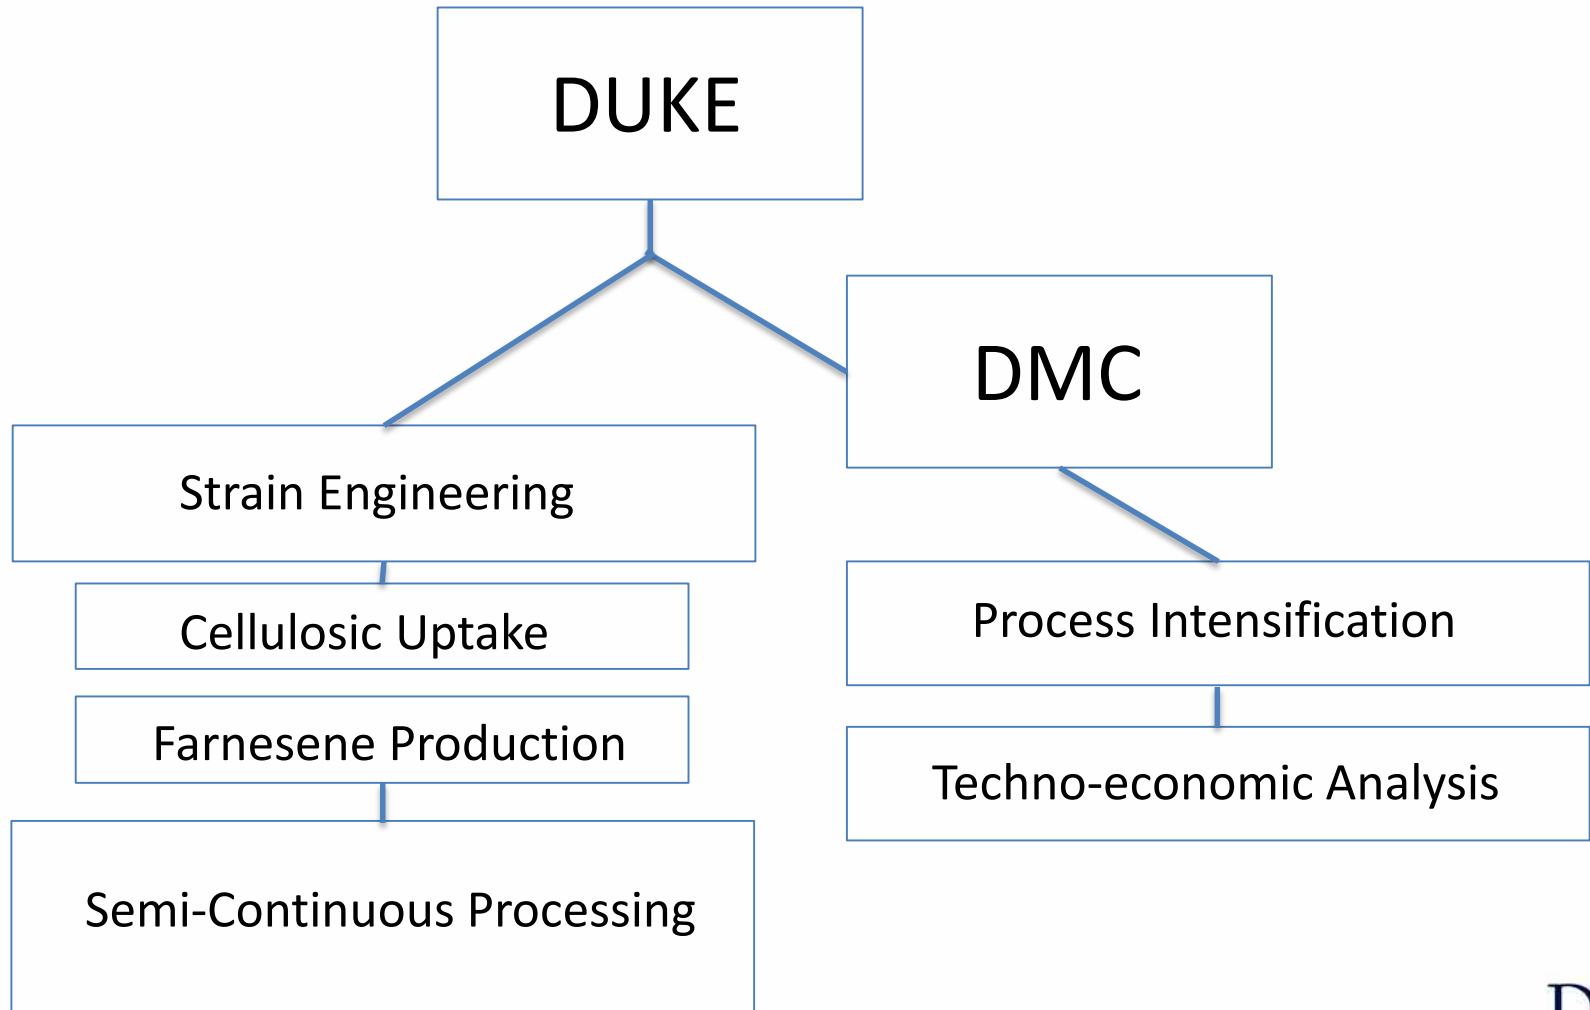 DUKE
DMC
Strain Engineering
Cellulosic Uptake
Process Intensification
Farnesene Production
Techno-economic Analysis
Semi-Continuous Processing